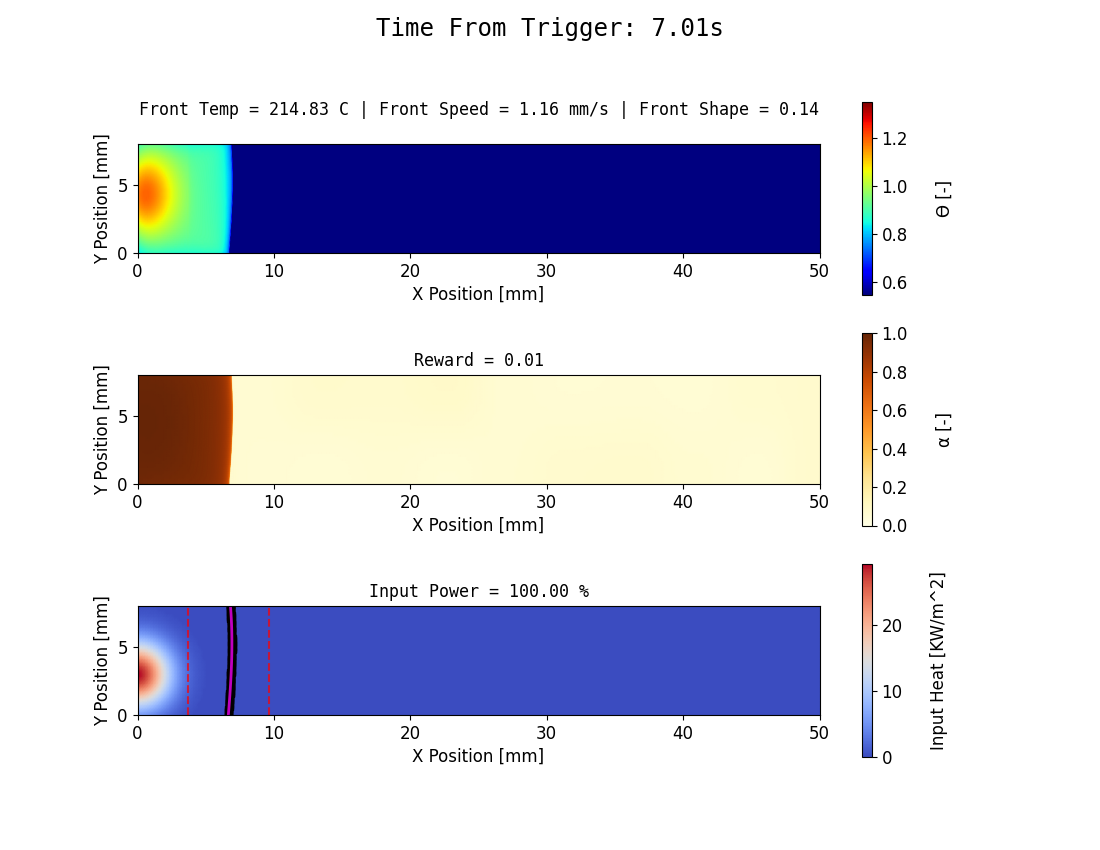 Time From Trigger: 7.01s
Front Temp = 214.83 C | Front Speed = 1.16 mm/s | Front Shape = 0.14
Y Position [mm]
5
0
0 10 20 30 40 50
X Position [mm]
1.2
1.0
0.8
0.6
Θ [-]
Reward = 0.01
Y Position [mm]
5
0
0 10 20 30 40 50
X Position [mm]
1.0
0.8
0.6
0.4
0.2
0.0
α [-]
Input Power = 100.00 %
Y Position [mm]
5
0
0 10 20 30 40 50
X Position [mm]
20
10
0
Input Heat [KW/m^2]